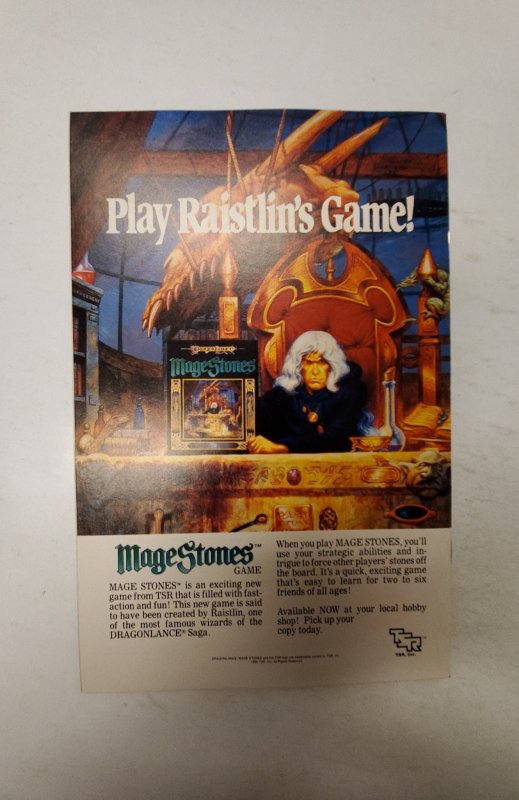 Play Raistlin's Game!
DragonLance
MageStones
MageStones™
GAME
MAGE STONES™ is an exciting new
game from TSR that is filled with fast-
action and fun! This new game is said
to have been created by Raistlin, one
of the most famous wizards of the
DRAGONLANCE® Saga.
When you play MAGE STONES, you'll
use your strategic abilities and in-
trigue to force other players' stones off
the board. It's a quick, exciting game
that's easy to learn for two to six
friends of all ages!
Available NOW at your local hobby
shop! Pick up your
copy today.
TSR™
TSR, Inc.